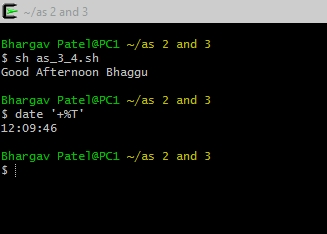 ~/as 2 and 3
Bhargav Patel@PC1 ~/as 2 and 3
$ sh as_3_4.sh
Good Afternoon Bhaggu
Bhargav Patel@PC1 ~/as 2 and 3
$ date '+%T'
12:09:46
Bhargav Patel@PC1 ~/as 2 and 3
$